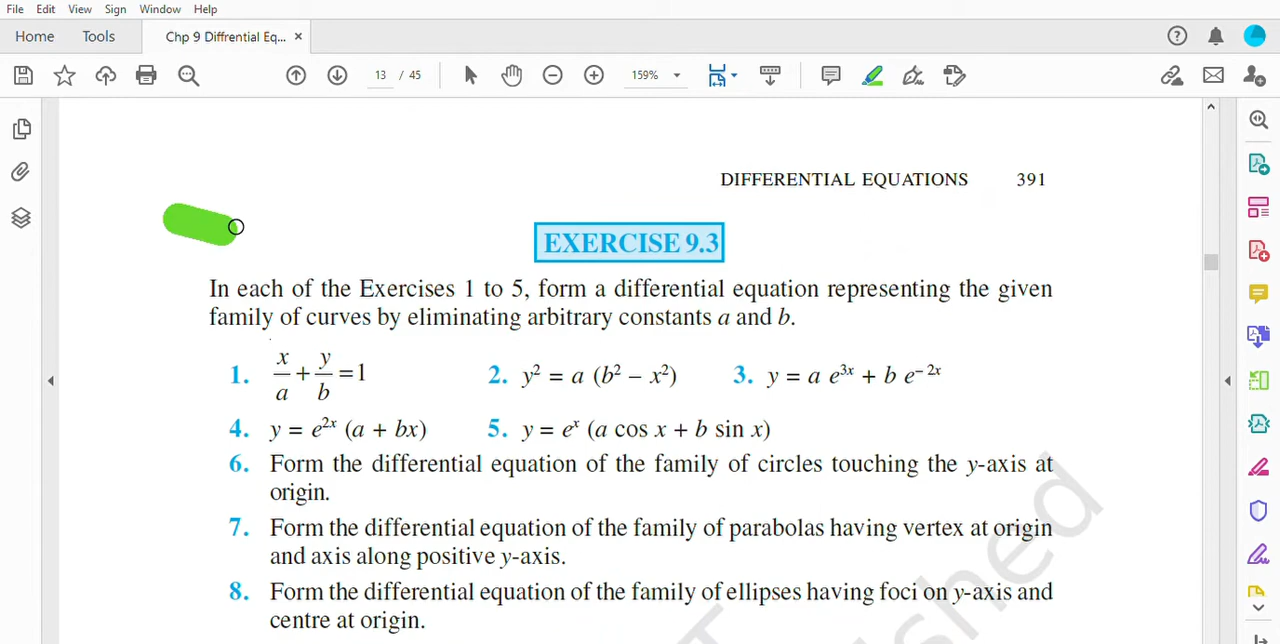 File Edit View Sign Window Help
Home Tools Chp 9 Diffrential Eq... ×
13 / 45 159%
DIFFERENTIAL EQUATIONS 391
EXERCISE 9.3
In each of the Exercises 1 to 5, form a differential equation representing the given
family of curves by eliminating arbitrary constants a and b.
1. x/a + y/b = 1 2. y² = a (b² – x²) 3. y = a e³ˣ + b e⁻²ˣ
4. y = e²ˣ (a + bx) 5. y = eˣ (a cos x + b sin x)
6. Form the differential equation of the family of circles touching the y-axis at
origin.
7. Form the differential equation of the family of parabolas having vertex at origin
and axis along positive y-axis.
8. Form the differential equation of the family of ellipses having foci on y-axis and
centre at origin.